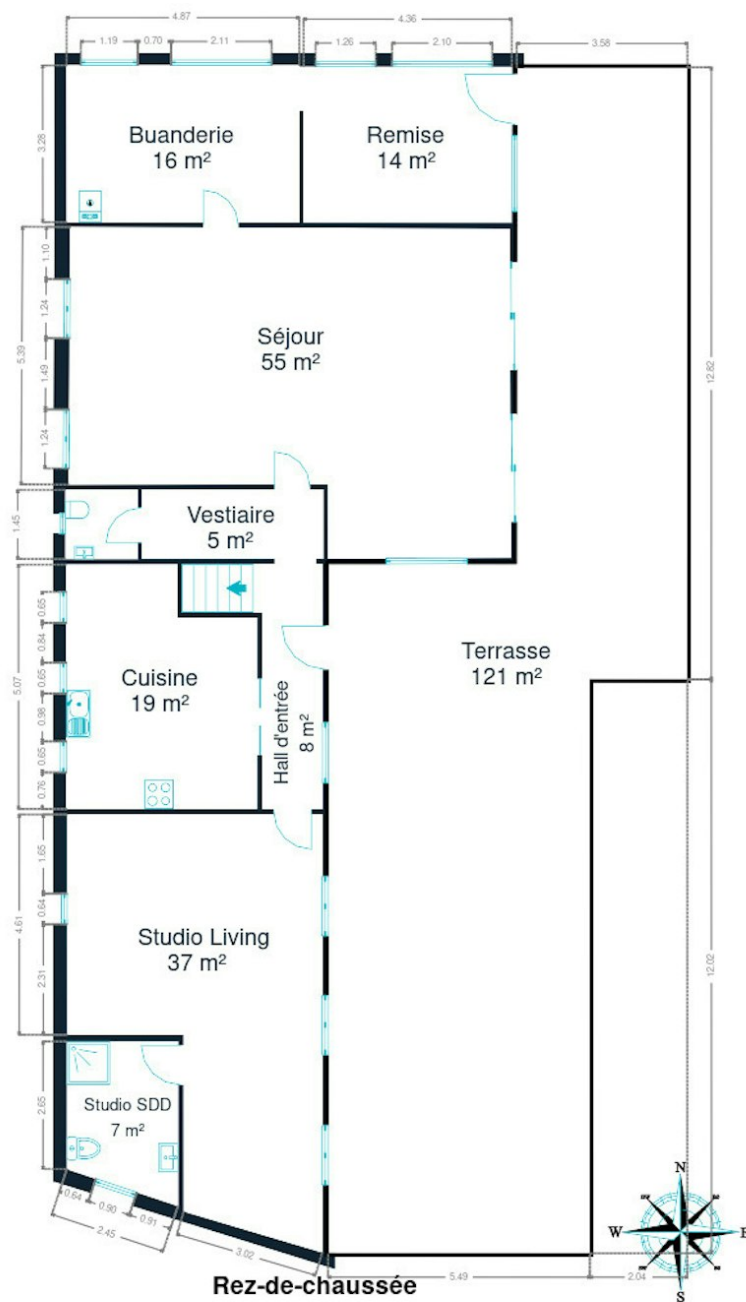 4.87
4.36
1.19
0.70
2.11
1.26
2.10
3.58
Buanderie
16 m²
Remise
14 m²
3.28
1.10
1.24
5.39
1.49
1.24
Séjour
55 m²
12.82
Vestiaire
5 m²
1.45
0.65
0.84
5.07
0.65
0.98
0.65
0.76
Cuisine
19 m²
Hall d'entrée
8 m²
Terrasse
121 m²
1.65
0.64
4.61
2.31
Studio Living
37 m²
12.02
2.65
Studio SDD
7 m²
0.64
0.90
0.91
2.45
3.02
5.49
2.04
N
W
E
S
Rez-de-chaussée